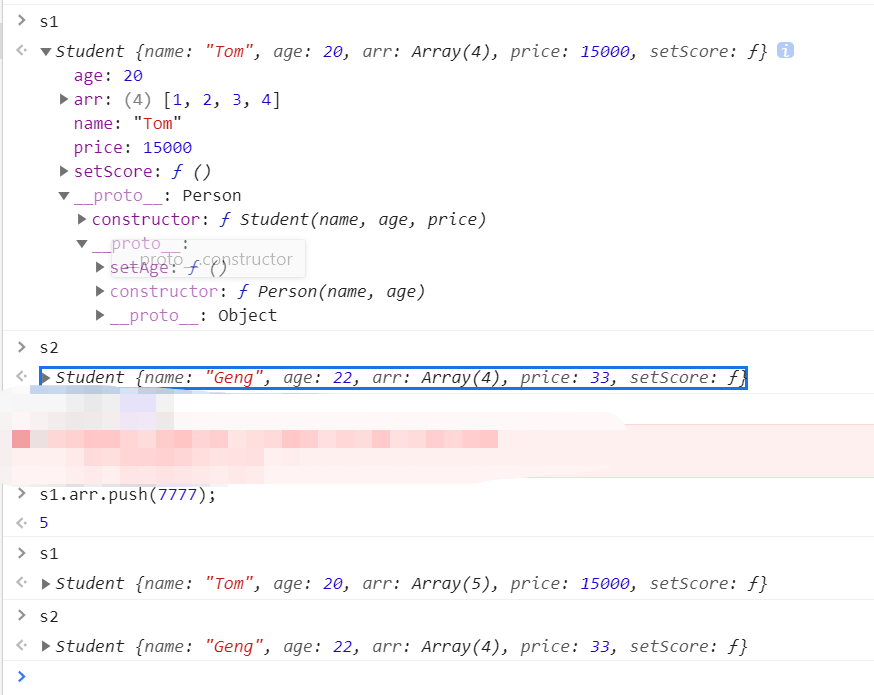 > s1
Student {name: "Tom", age: 20, arr: Array(4), price: 15000, setScore: ƒ} i
age: 20
arr: (4) [1, 2, 3, 4]
name: "Tom"
price: 15000
setScore: ƒ ()
__proto__: Person
constructor: ƒ Student(name, age, price)
__proto__:
__proto__.constructor
setAge: ƒ ()
constructor: ƒ Person(name, age)
__proto__: Object
> s2
Student {name: "Geng", age: 22, arr: Array(4), price: 33, setScore: ƒ}
> s1.arr.push(7777);
5
> s1
Student {name: "Tom", age: 20, arr: Array(5), price: 15000, setScore: ƒ}
> s2
Student {name: "Geng", age: 22, arr: Array(4), price: 33, setScore: ƒ}
>